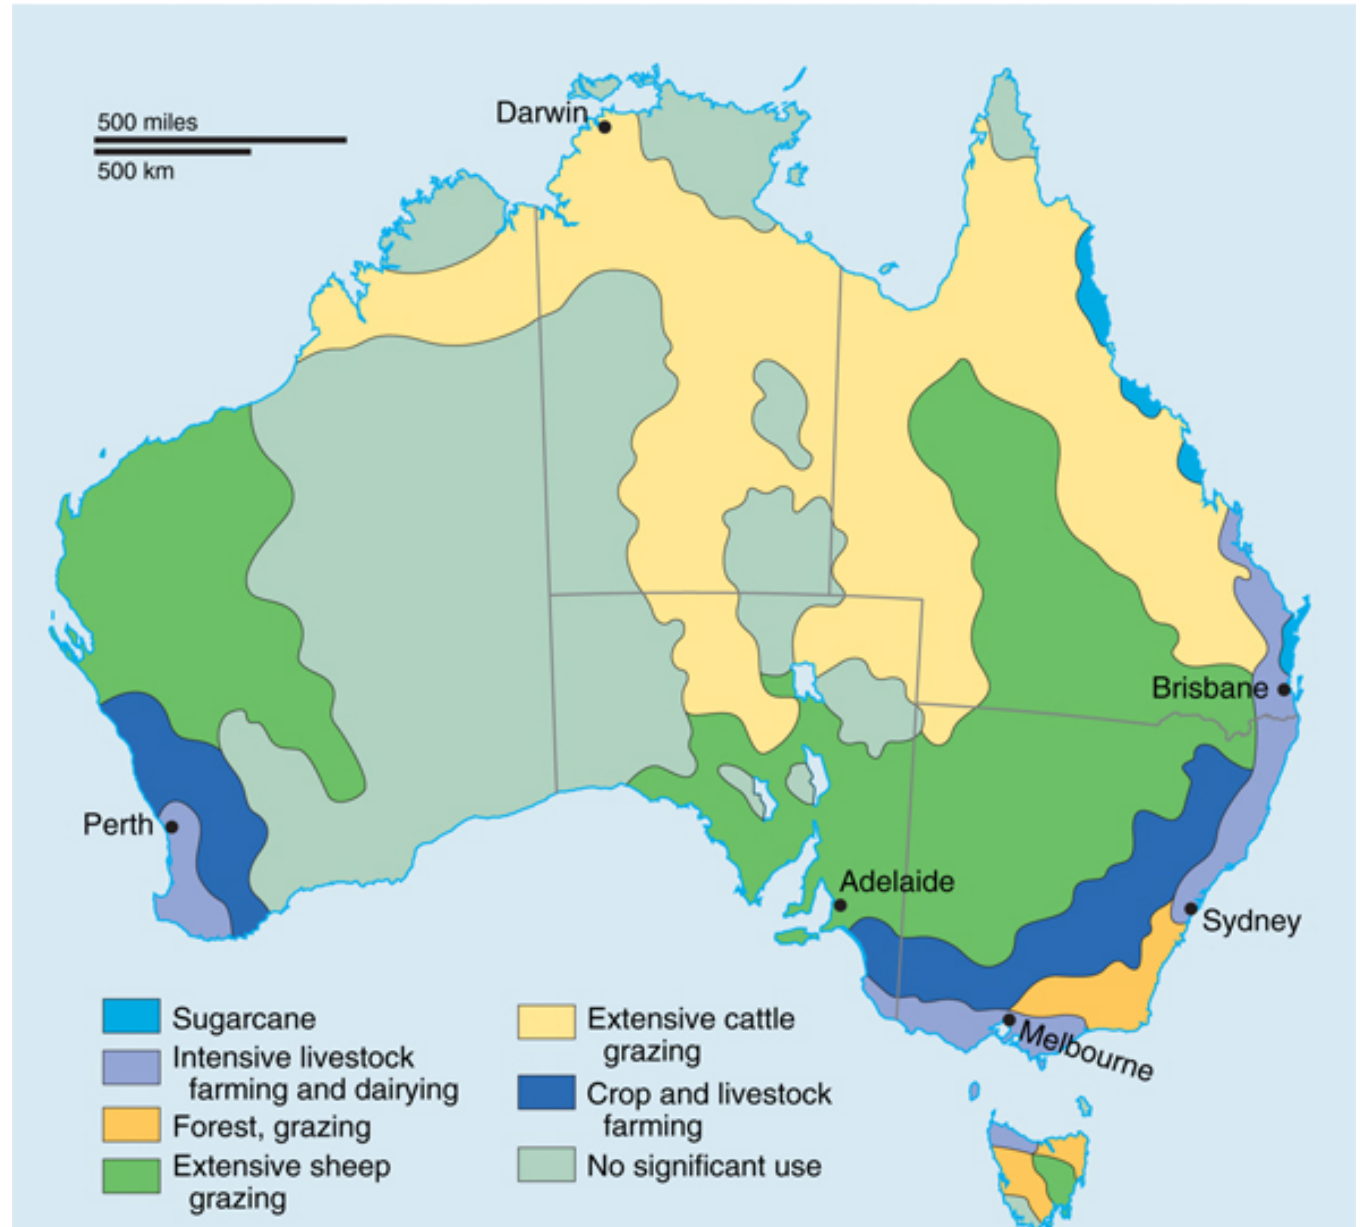 500 miles
500 km
Darwin
Brisbane
Perth
Adelaide
Sydney
Melbourne
Sugarcane
Intensive livestock
farming and dairying
Forest, grazing
Extensive sheep
grazing
Extensive cattle
grazing
Crop and livestock
farming
No significant use